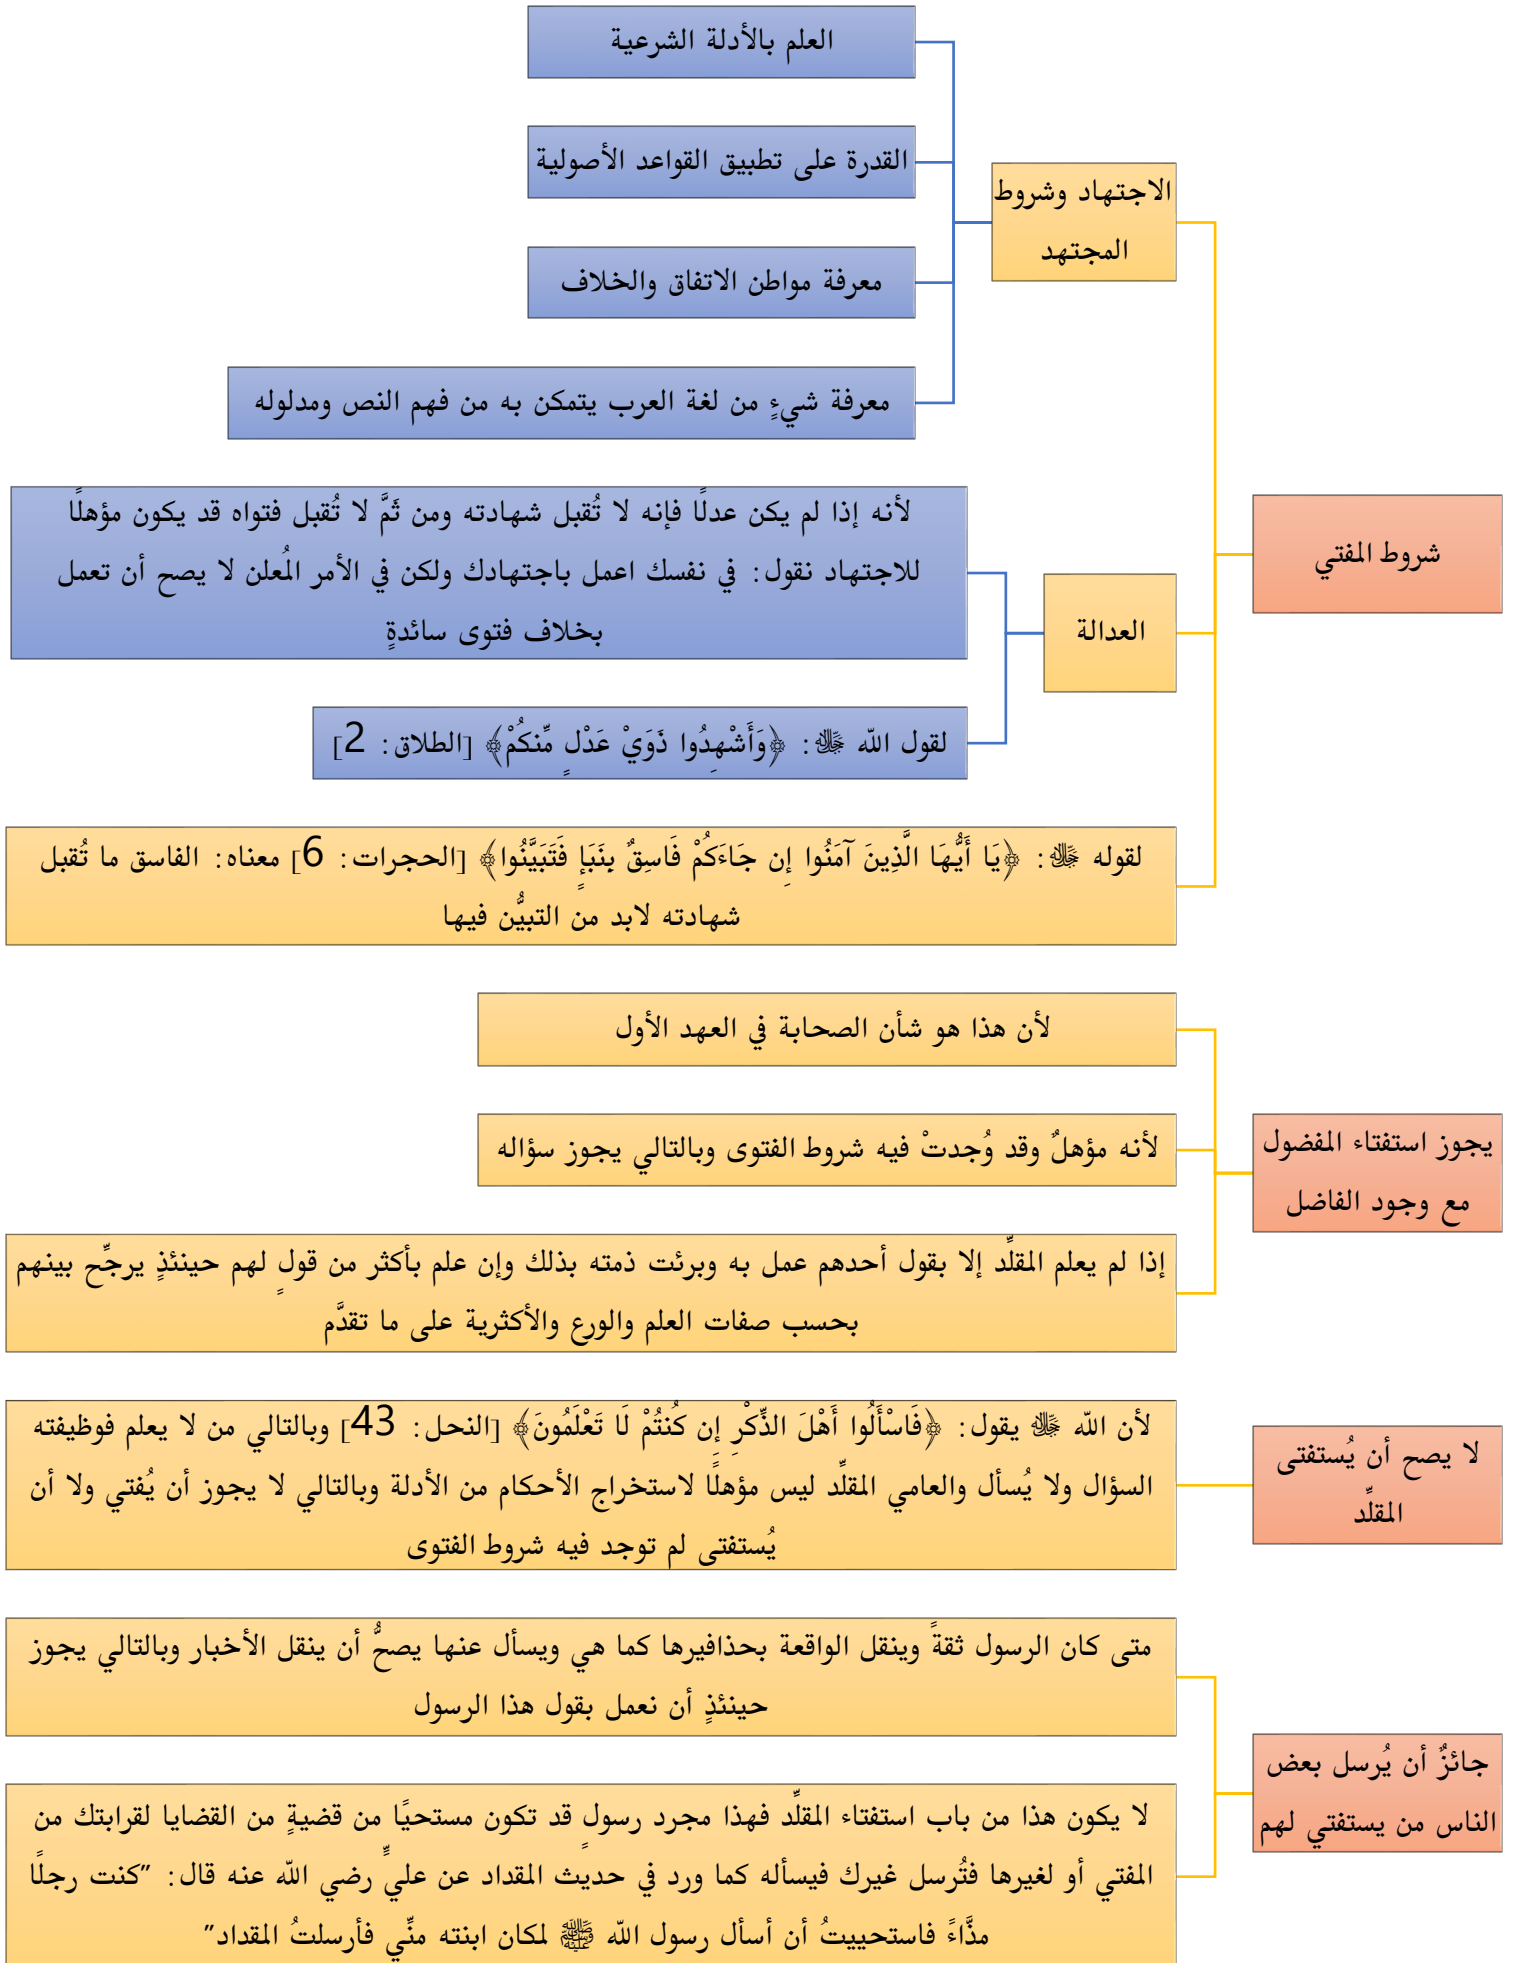 شروط المفتي
الاجتهاد وشروط
المجتهد
العلم بالأدلة الشرعية
القدرة على تطبيق القواعد الأصولية
معرفة مواطن الاتفاق والخلاف
معرفة شيءٍ من لغة العرب يتمكن به من فهم النص ومدلوله
العدالة
لأنه إذا لم يكن عدلًا فإنه لا تُقبل شهادته ومن ثَمَّ لا تُقبل فتواه قد يكون مؤهلًا
للاجتهاد نقول: في نفسك اعمل باجتهادك ولكن في الأمر المُعلن لا يصح أن تعمل
بخلاف فتوى سائدةٍ
لقول الله ﷻ: ﴿وَأَشْهِدُوا ذَوَيْ عَدْلٍ مِّنكُمْ﴾ [الطلاق: 2]
لقوله ﷻ: ﴿يَا أَيُّهَا الَّذِينَ آمَنُوا إِن جَاءَكُمْ فَاسِقٌ بِنَبَإٍ فَتَبَيَّنُوا﴾ [الحجرات: 6] معناه: الفاسق ما تُقبل
شهادته لابد من التبيُّن فيها
يجوز استفتاء المفضول
مع وجود الفاضل
لأن هذا هو شأن الصحابة في العهد الأول
لأنه مؤهلٌ وقد وُجدتْ فيه شروط الفتوى وبالتالي يجوز سؤاله
إذا لم يعلم المقلِّد إلا بقول أحدهم عمل به وبرئت ذمته بذلك وإن علم بأكثر من قولٍ لهم حينئذٍ يرجِّح بينهم
بحسب صفات العلم والورع والأكثرية على ما تقدَّم
لا يصح أن يُستفتى
المقلِّد
لأن الله ﷻ يقول: ﴿فَاسْأَلُوا أَهْلَ الذِّكْرِ إِن كُنتُمْ لَا تَعْلَمُونَ﴾ [النحل: 43] وبالتالي من لا يعلم فوظيفته
السؤال ولا يُسأل والعامي المقلِّد ليس مؤهلًا لاستخراج الأحكام من الأدلة وبالتالي لا يجوز أن يُفتي ولا أن
يُستفتى لم توجد فيه شروط الفتوى
جائزٌ أن يُرسل بعض
الناس من يستفتي لهم
متى كان الرسول ثقةً وينقل الواقعة بحذافيرها كما هي ويسأل عنها يصحُّ أن ينقل الأخبار وبالتالي يجوز
حينئذٍ أن نعمل بقول هذا الرسول
لا يكون هذا من باب استفتاء المقلِّد فهذا مجرد رسولٍ قد تكون مستحيًا من قضيةٍ من القضايا لقرابتك من
المفتي أو لغيرها فتُرسل غيرك فيسأله كما ورد في حديث المقداد عن عليٍّ رضي الله عنه قال: "كنت رجلًا
مذَّاءً فاستحييتُ أن أسأل رسول الله ﷺ لمكان ابنته منِّي فأرسلتُ المقداد"